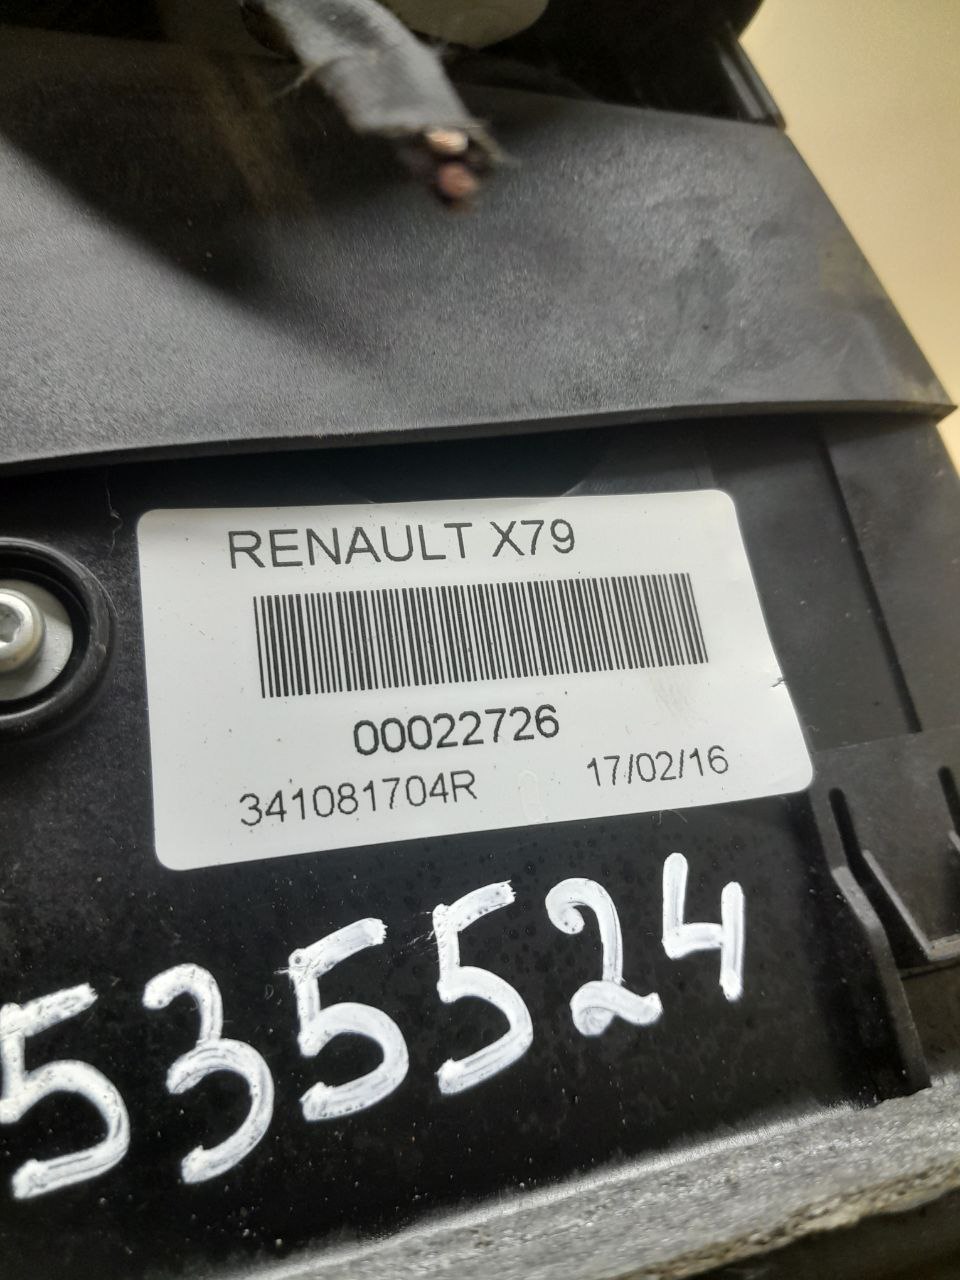 RENAULT X79
00022726
341081704R 17/02/16
535524